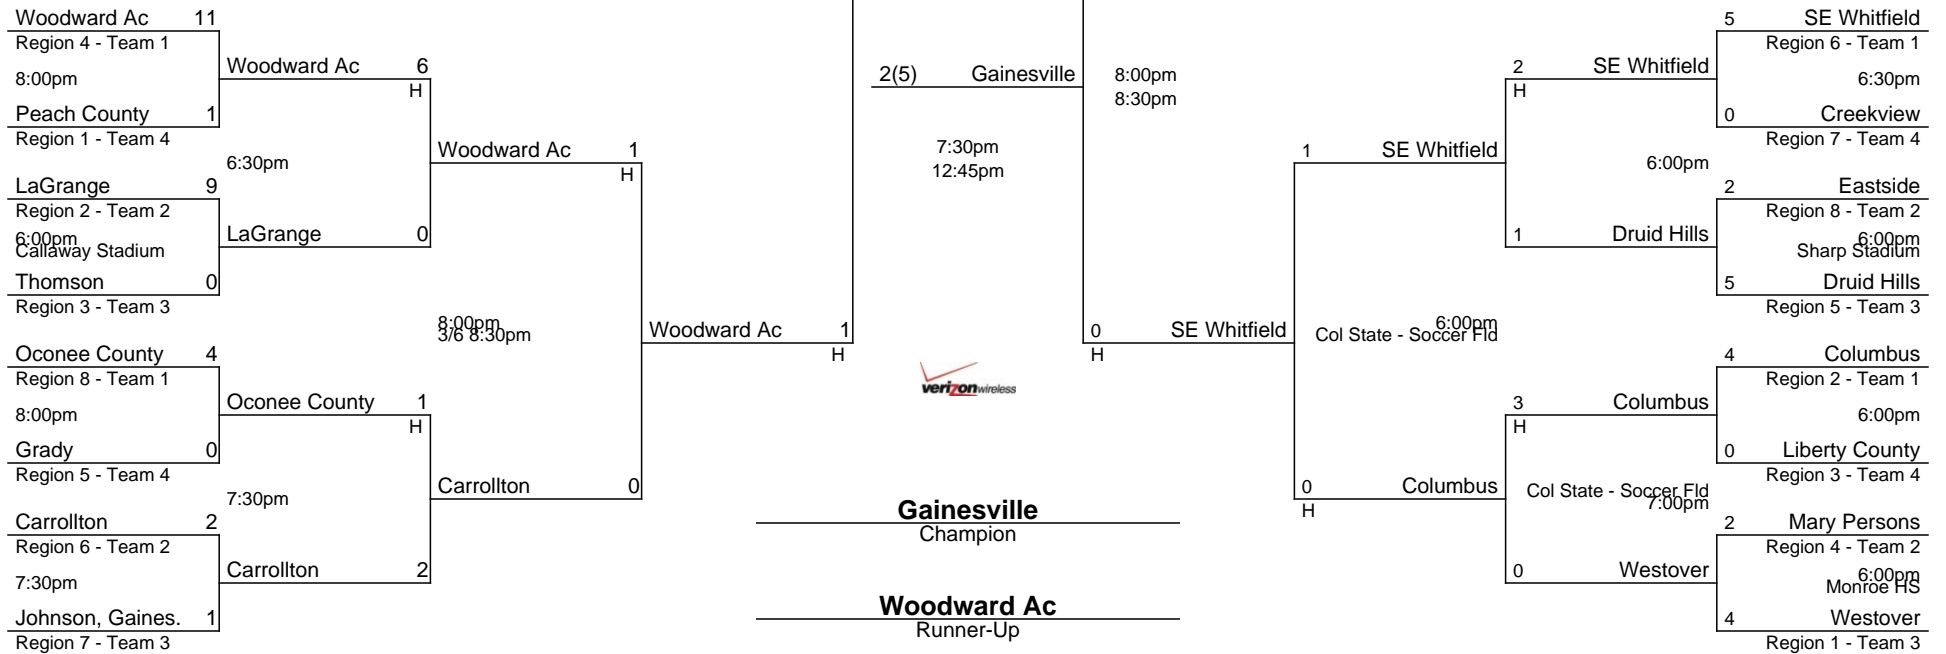 Woodward Ac 11
Region 4 - Team 1
8:00pm
Peach County 1
Region 1 - Team 4
LaGrange 9
Region 2 - Team 2
6:00pm
Callaway Stadium
Thomson 0
Region 3 - Team 3
Oconee County 4
Region 8 - Team 1
8:00pm
Grady 0
Region 5 - Team 4
Carrollton 2
Region 6 - Team 2
7:30pm
Johnson, Gaines. 1
Region 7 - Team 3
Woodward Ac 6
H
6:30pm
LaGrange 0
Oconee County 1
H
7:30pm
Carrollton 2
Woodward Ac 1
H
8:00pm
3/6 8:30pm
Carrollton 0
Woodward Ac 1
H
2(5) Gainesville
7:30pm
12:45pm
verizonwireless
Gainesville
Champion
Woodward Ac
Runner-Up
8:00pm
8:30pm
0 SE Whitfield
H
1 SE Whitfield
6:00pm
Col State - Soccer Fld
0 Columbus
H
2 SE Whitfield
H
6:00pm
1 Druid Hills
3 Columbus
H
Col State - Soccer Fld
7:00pm
0 Westover
5 SE Whitfield
Region 6 - Team 1
6:30pm
0 Creekview
Region 7 - Team 4
2 Eastside
Region 8 - Team 2
6:00pm
Sharp Stadium
5 Druid Hills
Region 5 - Team 3
4 Columbus
Region 2 - Team 1
6:00pm
0 Liberty County
Region 3 - Team 4
2 Mary Persons
Region 4 - Team 2
6:00pm
Monroe HS
4 Westover
Region 1 - Team 3